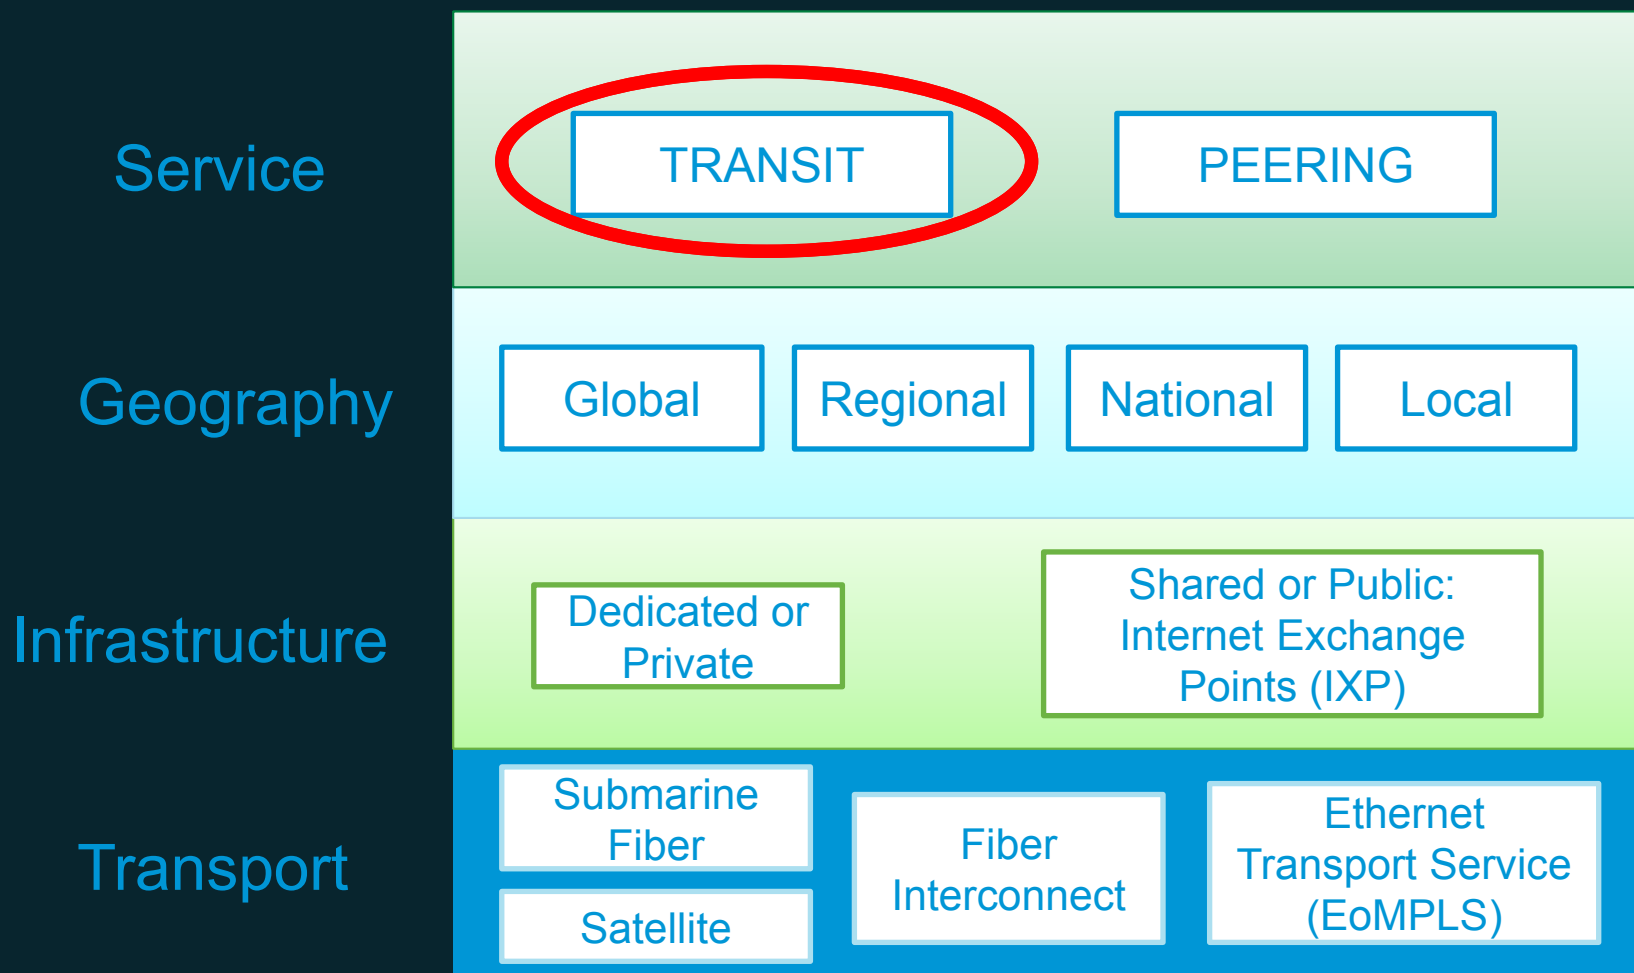 Service
TRANSIT
PEERING
Geography
Global
Regional
National
Local
Infrastructure
Dedicated or
Private
Shared or Public:
Internet Exchange
Points (IXP)
Transport
Submarine
Fiber
Satellite
Fiber
Interconnect
Ethernet
Transport Service
(EoMPLS)